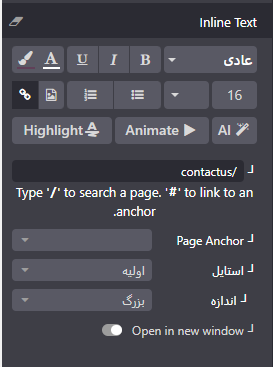 Inline Text
A U I B عادی
16
Highlight A Animate AI
contactus/
Type '/' to search a page. '#' to link to an
anchor.
Page Anchor
اولیه استایل
بزرگ اندازه
Open in new window